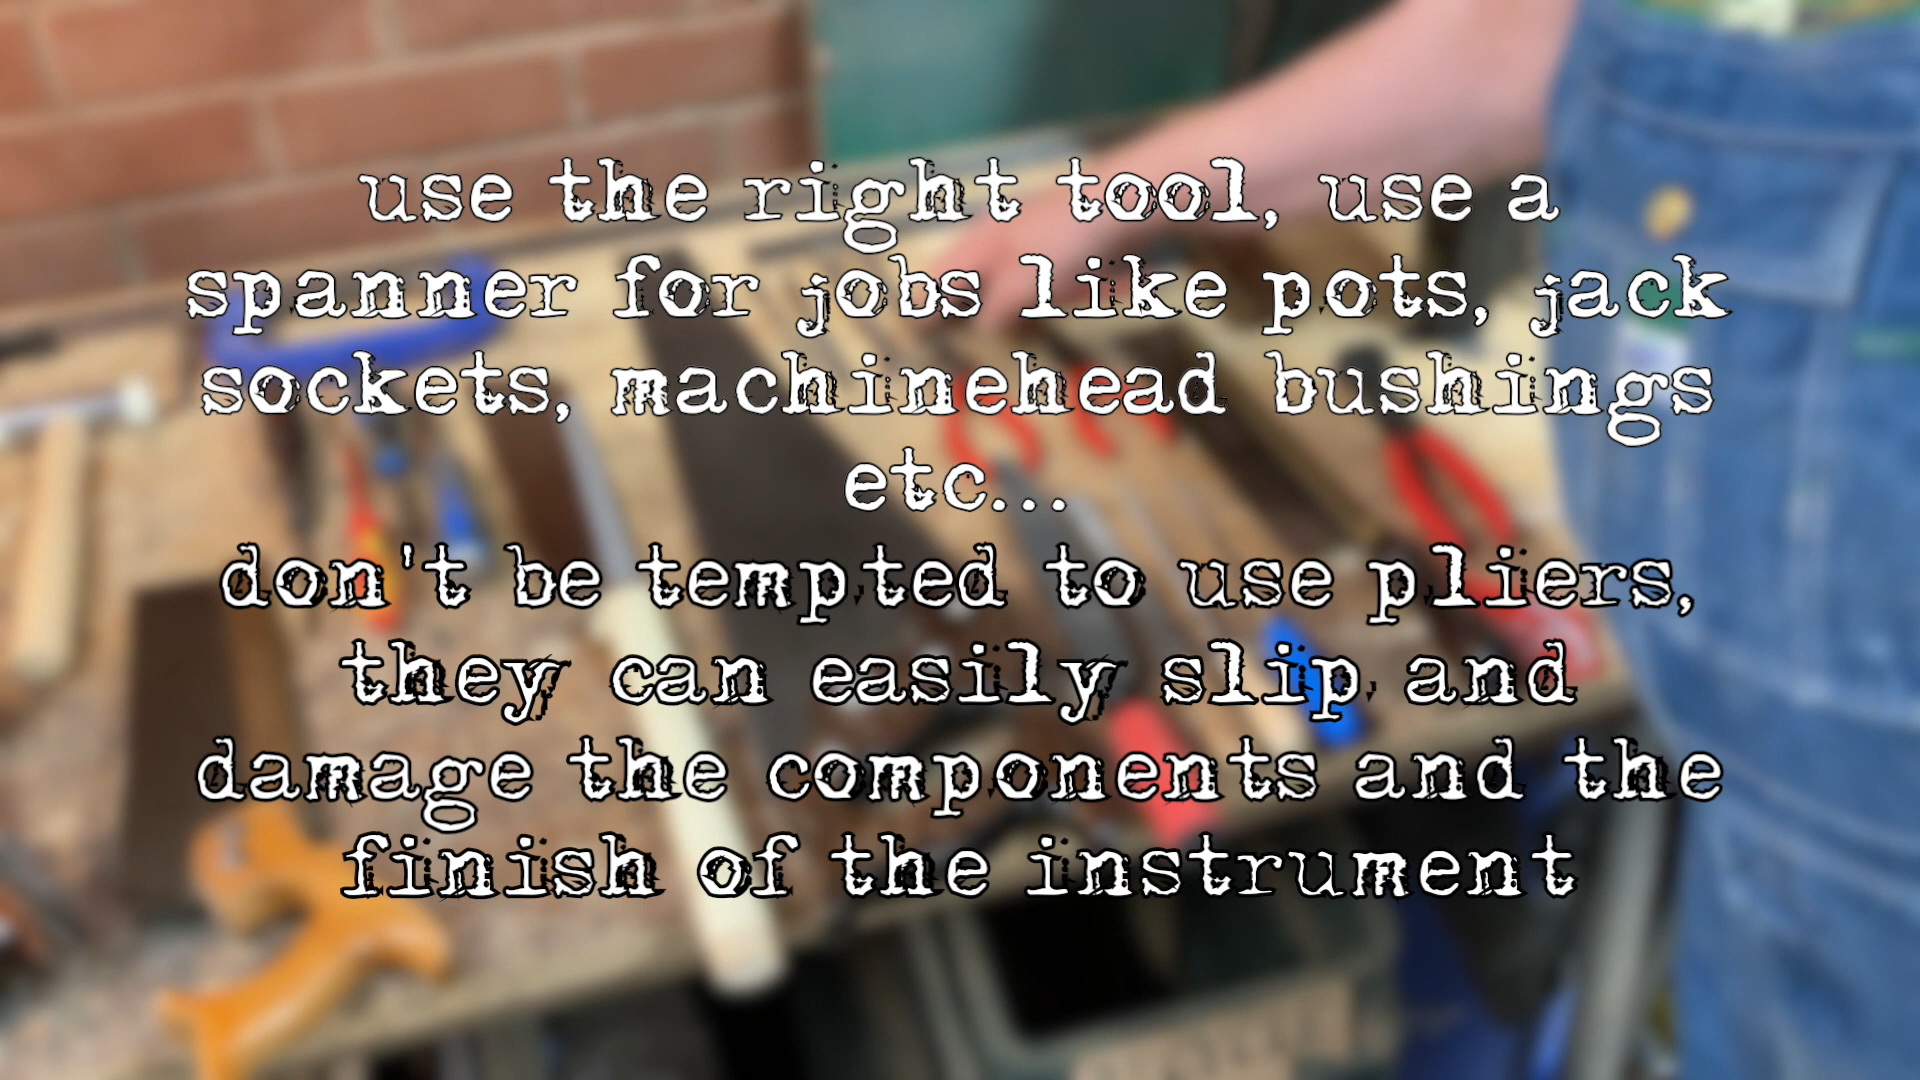 use the right tool, use a
spanner for jobs like pots, jack
sockets, machinehead bushings
etc...
don't be tempted to use pliers,
they can easily slip and
damage the components and the
finish of the instrument